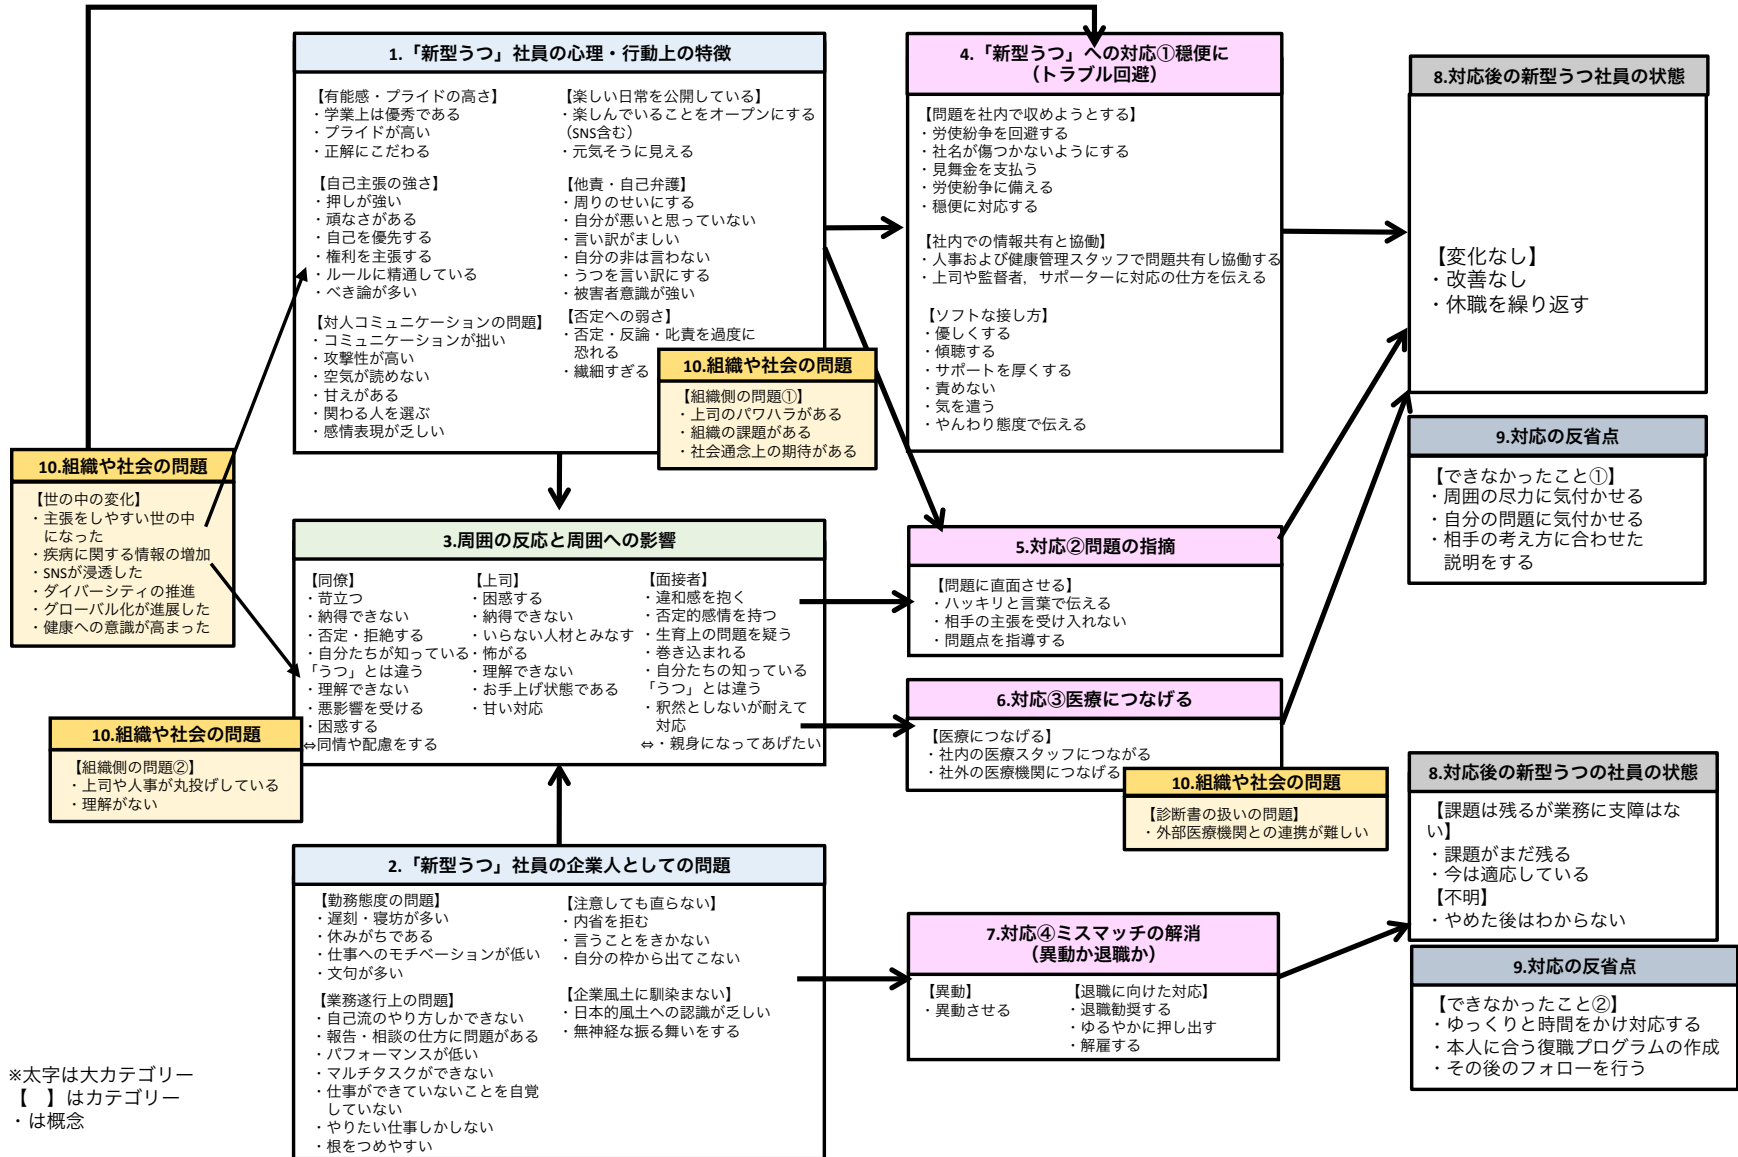 1.「新型うつ」社員の心理・行動上の特徴
【有能感・プライドの高さ】
・学業上は優秀である
・プライドが高い
・正解にこだわる
【自己主張の強さ】
・押しが強い
・頑なさがある
・自己を優先する
・権利を主張する
・ルールに精通している
・べき論が多い
【対人コミュニケーションの問題】
・コミュニケーションが拙い
・攻撃性が高い
・空気が読めない
・甘えがある
・関わる人を選ぶ
・感情表現が乏しい
【楽しい日常を公開している】
・楽しんでいることをオープンにする
（SNS含む）
・元気そうに見える
【他責・自己弁護】
・周りのせいにする
・自分が悪いと思っていない
・言い訳がましい
・自分の非は言わない
・うつを言い訳にする
・被害者意識が強い
【否定への弱さ】
・否定・反論・叱責を過度に
恐れる
・繊細すぎる
10.組織や社会の問題
【組織側の問題①】
・上司のパワハラがある
・組織の課題がある
・社会通念上の期待がある
10.組織や社会の問題
【世の中の変化】
・主張をしやすい世の中
になった
・疾病に関する情報の増加
・SNSが浸透した
・ダイバーシティの推進
・グローバル化が進展した
・健康への意識が高まった
3.周囲の反応と周囲への影響
【同僚】
・苛立つ
・納得できない
・否定・拒絶する
・自分たちが知っている
「うつ」とは違う
・理解できない
・悪影響を受ける
・困惑する
⇔同情や配慮をする
【上司】
・困惑する
・納得できない
・いらない人材とみなす
・怖がる
・理解できない
・お手上げ状態である
・甘い対応
【面接者】
・違和感を抱く
・否定的感情を持つ
・生育上の問題を疑う
・巻き込まれる
・自分たちの知っている
「うつ」とは違う
・釈然としないが耐えて
対応
⇔・親身になってあげたい
10.組織や社会の問題
【組織側の問題②】
・上司や人事が丸投げしている
・理解がない
2.「新型うつ」社員の企業人としての問題
【勤務態度の問題】
・遅刻・寝坊が多い
・休みがちである
・仕事へのモチベーションが低い
・文句が多い
【業務遂行上の問題】
・自己流のやり方しかできない
・報告・相談の仕方に問題がある
・パフォーマンスが低い
・マルチタスクができない
・仕事ができていないことを自覚
していない
・やりたい仕事しかしない
・根をつめやすい
【注意しても直らない】
・内省を拒む
・言うことをきかない
・自分の枠から出てこない
【企業風土に馴染まない】
・日本的風土への認識が乏しい
・無神経な振る舞いをする
4.「新型うつ」への対応①穏便に
（トラブル回避）
【問題を社内で収めようとする】
・労使紛争を回避する
・社名が傷つかないようにする
・見舞金を支払う
・労使紛争に備える
・穏便に対応する
【社内での情報共有と協働】
・人事および健康管理スタッフで問題共有し協働する
・上司や監督者，サポーターに対応の仕方を伝える
【ソフトな接し方】
・優しくする
・傾聴する
・サポートを厚くする
・責めない
・気を遣う
・やんわり態度で伝える
5.対応②問題の指摘
【問題に直面させる】
・ハッキリと言葉で伝える
・相手の主張を受け入れない
・問題点を指導する
6.対応③医療につなげる
【医療につなげる】
・社内の医療スタッフにつながる
・社外の医療機関につなげる
10.組織や社会の問題
【診断書の扱いの問題】
・外部医療機関との連携が難しい
7.対応④ミスマッチの解消
（異動か退職か）
【異動】
・異動させる
【退職に向けた対応】
・退職勧奨する
・ゆるやかに押し出す
・解雇する
8.対応後の新型うつ社員の状態
【変化なし】
・改善なし
・休職を繰り返す
9.対応の反省点
【できなかったこと①】
・周囲の尽力に気付かせる
・自分の問題に気付かせる
・相手の考え方に合わせた
説明をする
8.対応後の新型うつの社員の状態
【課題は残るが業務に支障はな
い】
・課題がまだ残る
・今は適応している
【不明】
・やめた後はわからない
9.対応の反省点
【できなかったこと②】
・ゆっくりと時間をかけ対応する
・本人に合う復職プログラムの作成
・その後のフォローを行う
※太字は大カテゴリー
【　】はカテゴリー
・は概念